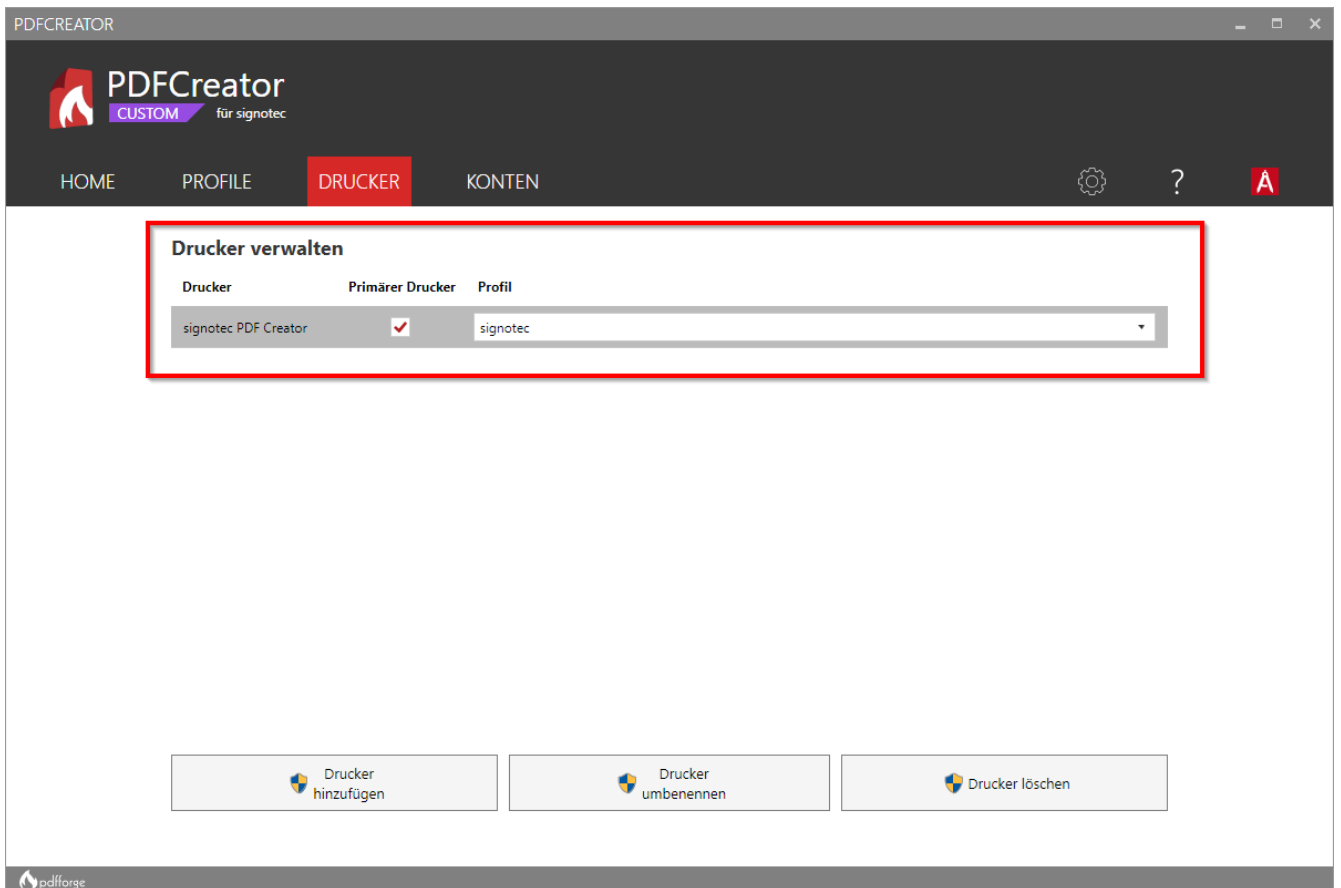 PDFCREATOR
PDFCreator
CUSTOM für signotec
HOME PROFILE DRUCKER KONTEN ?
Drucker verwalten
Drucker Primärer Drucker Profil
signotec PDF Creator signotec
Drucker
hinzufügen
Drucker
umbenennen
Drucker löschen
pdfforge